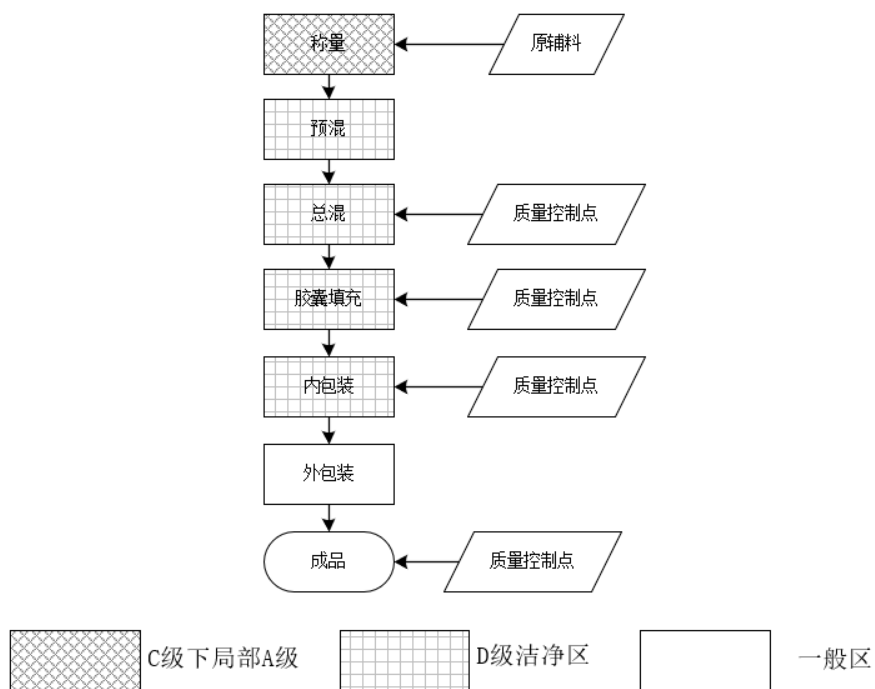 称量
原辅料
预混
总混
质量控制点
胶囊填充
质量控制点
内包装
质量控制点
外包装
成品
质量控制点
C级下局部A级
D级洁净区
一般区